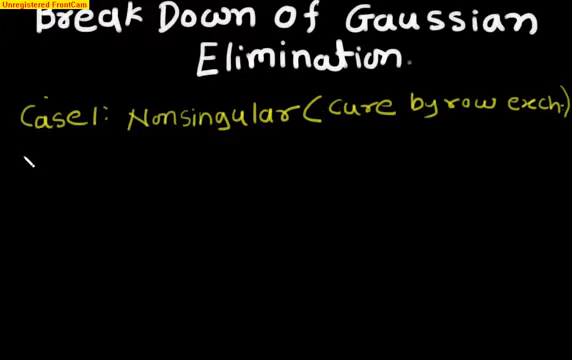 Unregistered FrontCam
Break Down Of Gaussian
Elimination.
Case1: Nonsingular (cure by row exch.)